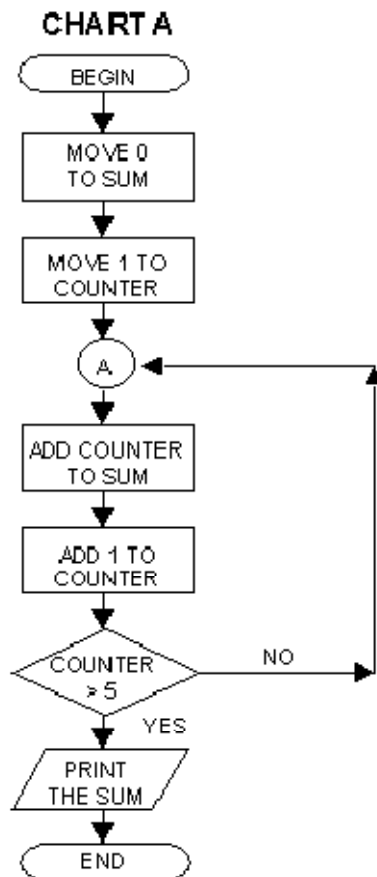 CHART A
BEGIN
MOVE 0
TO SUM
MOVE 1 TO
COUNTER
A
ADD COUNTER
TO SUM
ADD 1 TO
COUNTER
COUNTER
> 5
NO
YES
PRINT
THE SUM
END